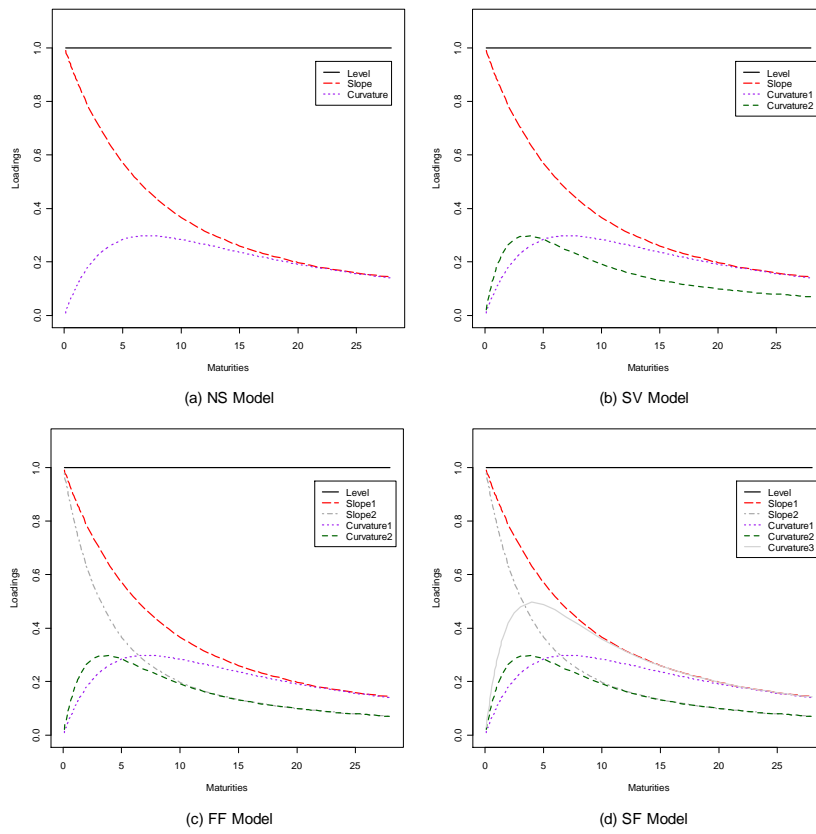 Level
Slope
Curvature
Loadings
0.0
0.2
0.4
0.6
0.8
1.0
0
5
10
15
20
25
Maturities
(a) NS Model
Level
Slope
Curvature1
Curvature2
Loadings
0.0
0.2
0.4
0.6
0.8
1.0
0
5
10
15
20
25
Maturities
(b) SV Model
Level
Slope1
Slope2
Curvature1
Curvature2
Loadings
0.0
0.2
0.4
0.6
0.8
1.0
0
5
10
15
20
25
Maturities
(c) FF Model
Level
Slope1
Slope2
Curvature1
Curvature2
Curvature3
Loadings
0.0
0.2
0.4
0.6
0.8
1.0
0
5
10
15
20
25
Maturities
(d) SF Model